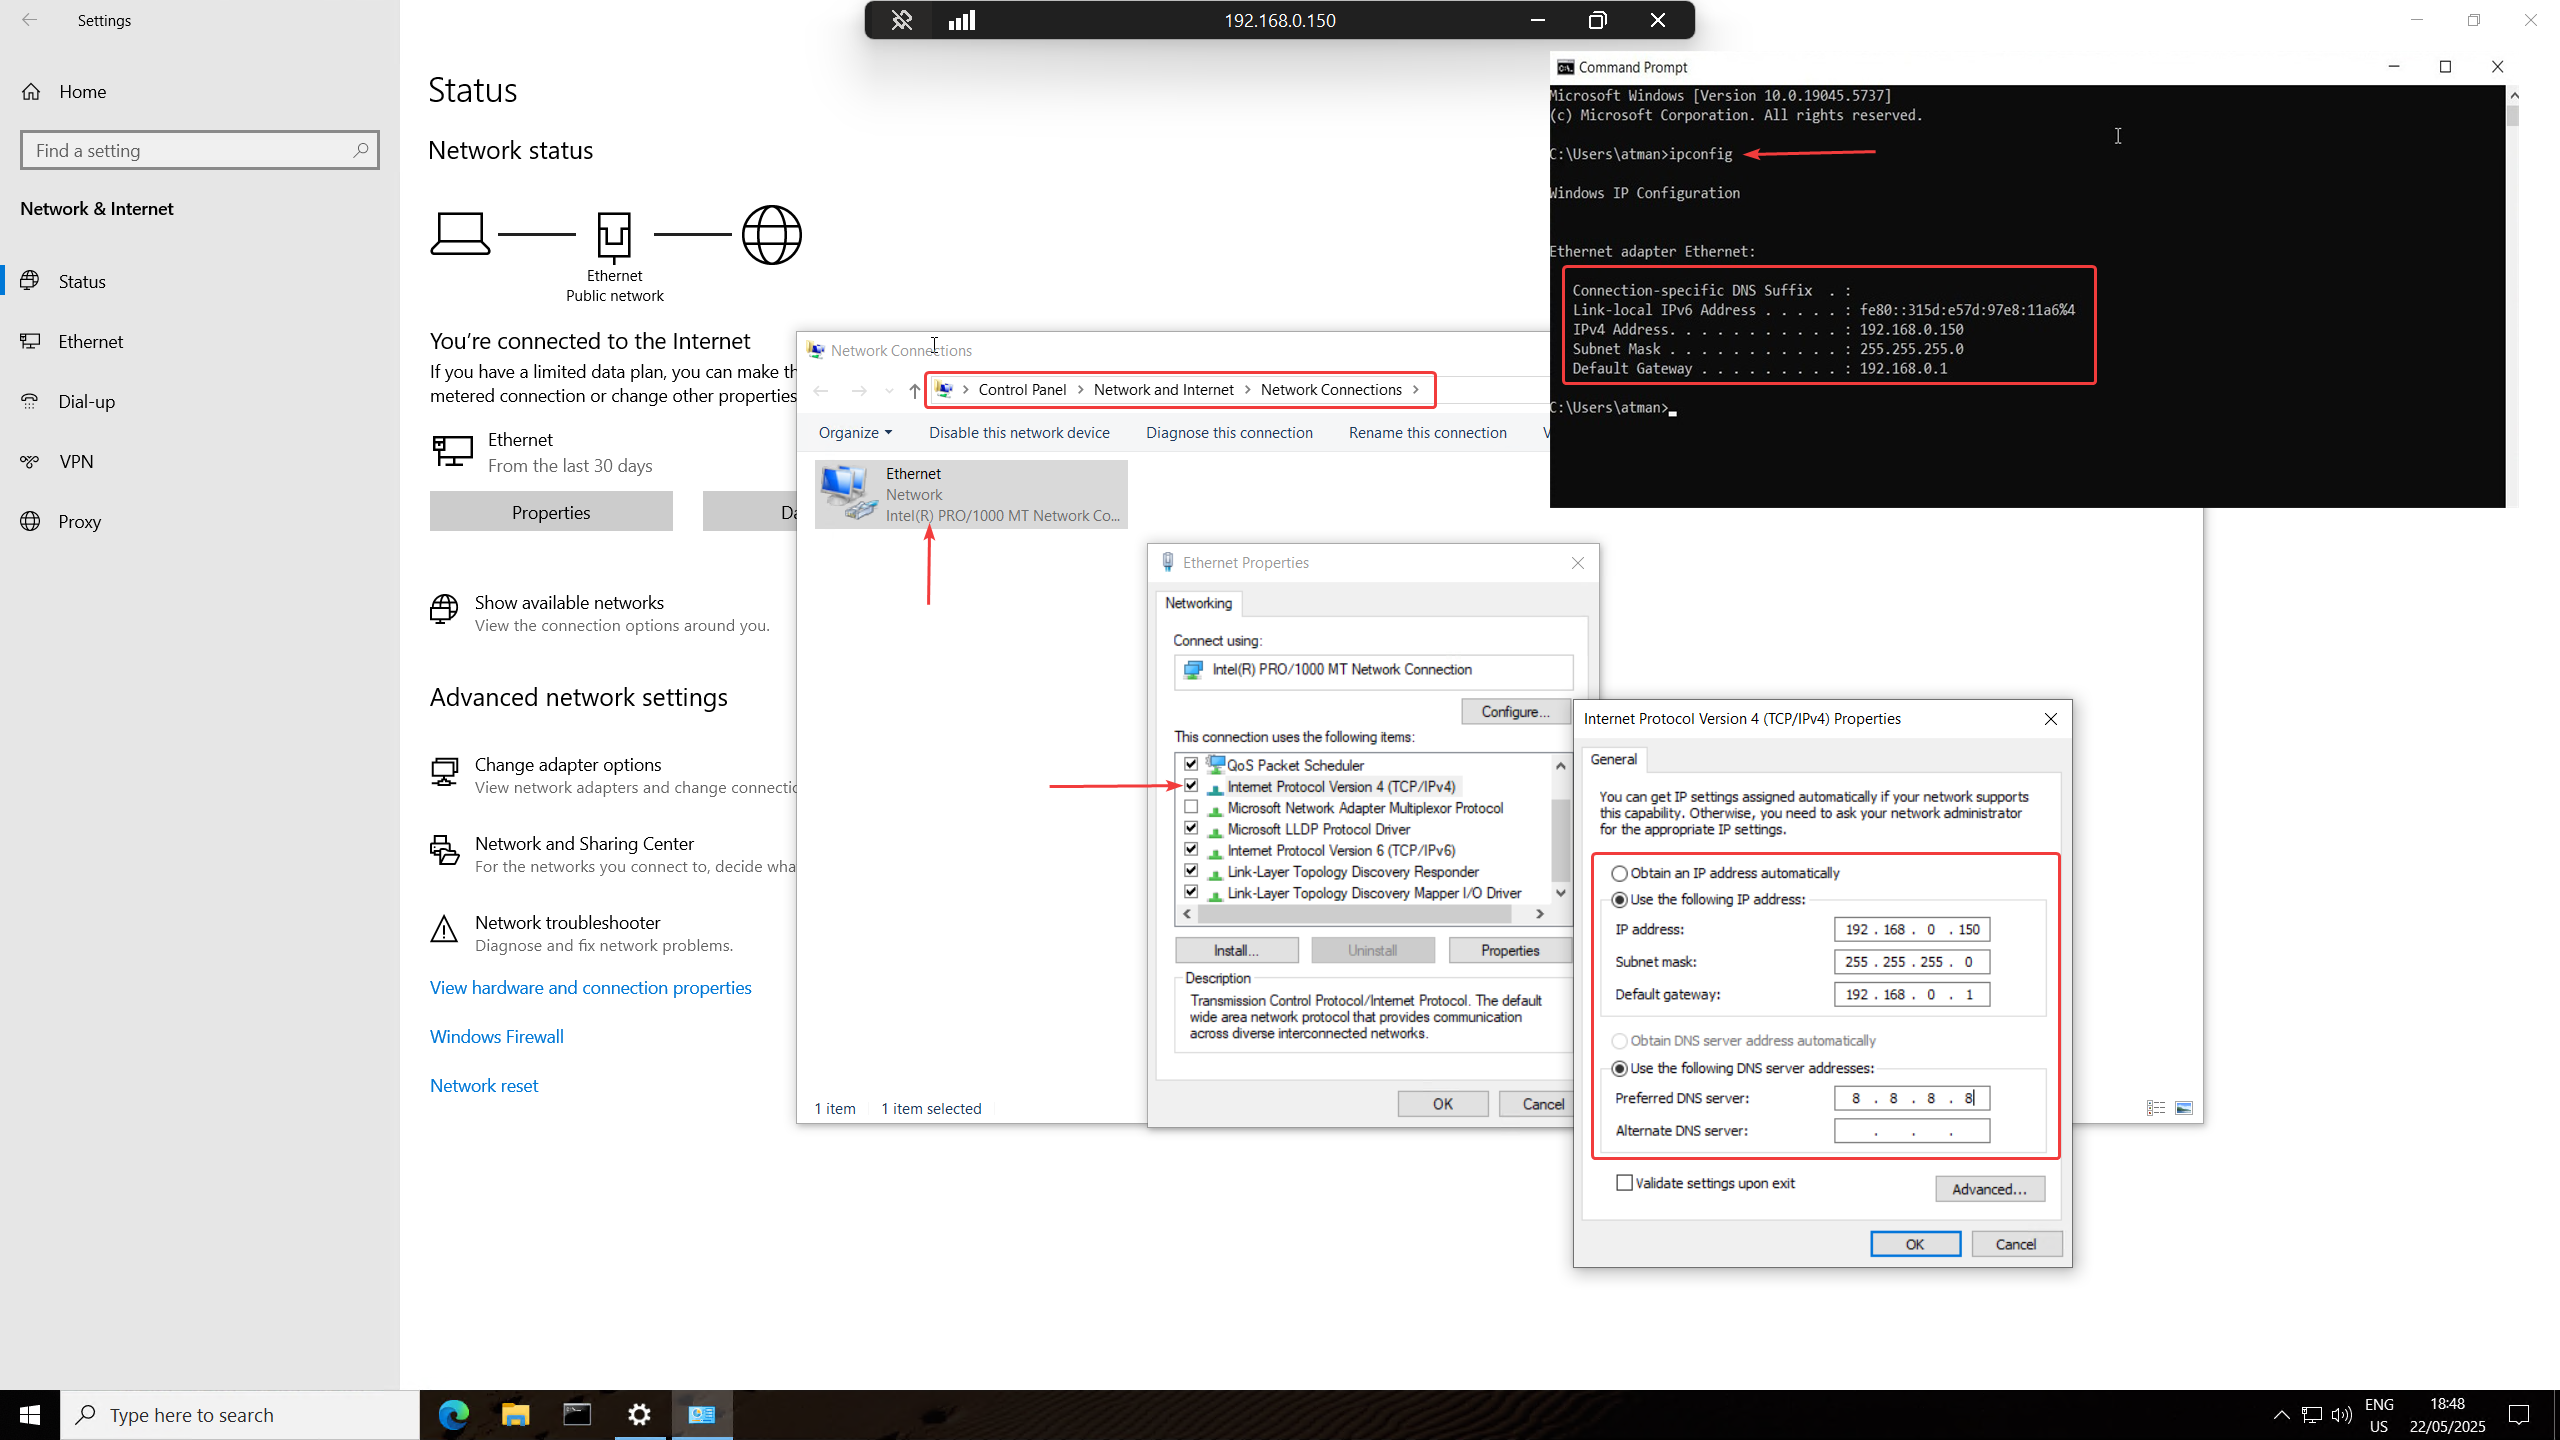 Settings
Home
Find a setting
Network & Internet
Status
Ethernet
Dial-up
VPN
Proxy
Status
Network status
Ethernet
Public network
You're connected to the Internet
If you have a limited data plan, you can make th
metered connection or change other properties
Ethernet
From the last 30 days
Properties
Da
Show available networks
View the connection options around you.
Advanced network settings
Change adapter options
View network adapters and change connectio
Network and Sharing Center
For the networks you connect to, decide wha
Network troubleshooter
Diagnose and fix network problems.
View hardware and connection properties
Windows Firewall
Network reset
192.168.0.150
Network Connections
Control Panel > Network and Internet > Network Connections >
Organize
Disable this network device
Diagnose this connection
Rename this connection
Ethernet
Network
Intel(R) PRO/1000 MT Network Co...
1 item
1 item selected
Command Prompt
Microsoft Windows [Version 10.0.19045.5737]
(c) Microsoft Corporation. All rights reserved.
C:\Users\atman>ipconfig
Windows IP Configuration
Ethernet adapter Ethernet:
Connection-specific DNS Suffix . :
Link-local IPv6 Address . . . . . : fe80::315d:e57d:97e8:11a6%4
IPv4 Address. . . . . . . . . . . : 192.168.0.150
Subnet Mask . . . . . . . . . . . : 255.255.255.0
Default Gateway . . . . . . . . . : 192.168.0.1
C:\Users\atman>
Ethernet Properties
Networking
Connect using:
Intel(R) PRO/1000 MT Network Connection
Configure...
This connection uses the following items:
QoS Packet Scheduler
Internet Protocol Version 4 (TCP/IPv4)
Microsoft Network Adapter Multiplexor Protocol
Microsoft LLDP Protocol Driver
Internet Protocol Version 6 (TCP/IPv6)
Link-Layer Topology Discovery Responder
Link-Layer Topology Discovery Mapper I/O Driver
Install...
Uninstall
Properties
Description
Transmission Control Protocol/Internet Protocol. The default
wide area network protocol that provides communication
across diverse interconnected networks.
OK
Cancel
Internet Protocol Version 4 (TCP/IPv4) Properties
General
You can get IP settings assigned automatically if your network supports
this capability. Otherwise, you need to ask your network administrator
for the appropriate IP settings.
Obtain an IP address automatically
Use the following IP address:
IP address: 192 . 168 . 0 . 150
Subnet mask: 255 . 255 . 255 . 0
Default gateway: 192 . 168 . 0 . 1
Obtain DNS server address automatically
Use the following DNS server addresses:
Preferred DNS server: 8 . 8 . 8 . 8
Alternate DNS server: . . .
Validate settings upon exit
Advanced...
OK
Cancel
Type here to search
ENG
US
18:48
22/05/2025